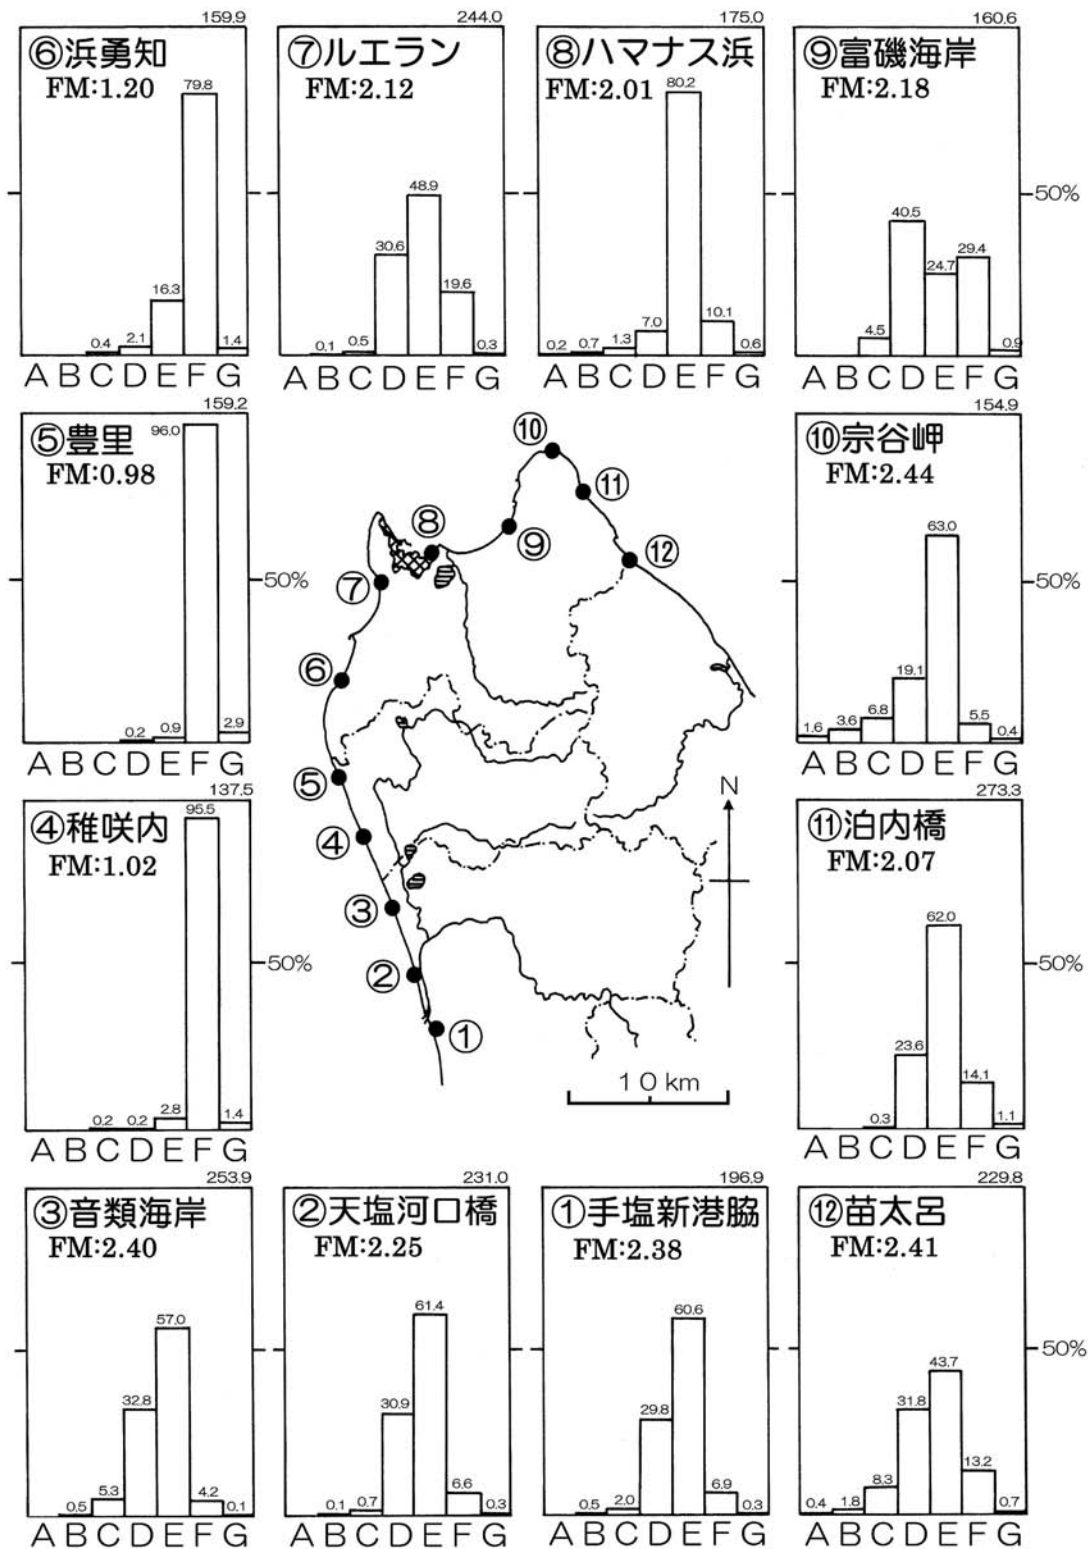 159.9
⑥浜勇知
FM:1.20
79.8
16.3
0.4
2.1
1.4
A B C D E F G
244.0
⑦ルエラン
FM:2.12
48.9
30.6
19.6
0.1
0.5
0.3
A B C D E F G
175.0
⑧ハマナス浜
FM:2.01
80.2
0.2
0.7
1.3
7.0
10.1
0.6
A B C D E F G
160.6
⑨富磯海岸
FM:2.18
50%
40.5
24.7
29.4
4.5
0.9
A B C D E F G
159.2
⑤豊里
FM:0.98
96.0
50%
0.2
0.9
2.9
A B C D E F G
154.9
⑩宗谷岬
FM:2.44
63.0
50%
19.1
1.6
3.6
6.8
5.5
0.4
A B C D E F G
137.5
④稚咲内
FM:1.02
95.5
50%
0.2
0.2
2.8
1.4
A B C D E F G
⑩
⑪
⑧
⑨
⑫
⑦
⑥
⑤
④
③
②
①
N
10km
273.3
⑪泊内橋
FM:2.07
62.0
50%
23.6
14.1
0.3
1.1
A B C D E F G
253.9
③音類海岸
FM:2.40
57.0
32.8
0.5
5.3
4.2
0.1
A B C D E F G
231.0
②天塩河口橋
FM:2.25
61.4
30.9
0.1
0.7
6.6
0.3
A B C D E F G
196.9
①手塩新港脇
FM:2.38
60.6
29.8
0.5
2.0
6.9
0.3
A B C D E F G
229.8
⑫苗太呂
FM:2.41
50%
43.7
31.8
0.4
1.8
8.3
13.2
0.7
A B C D E F G